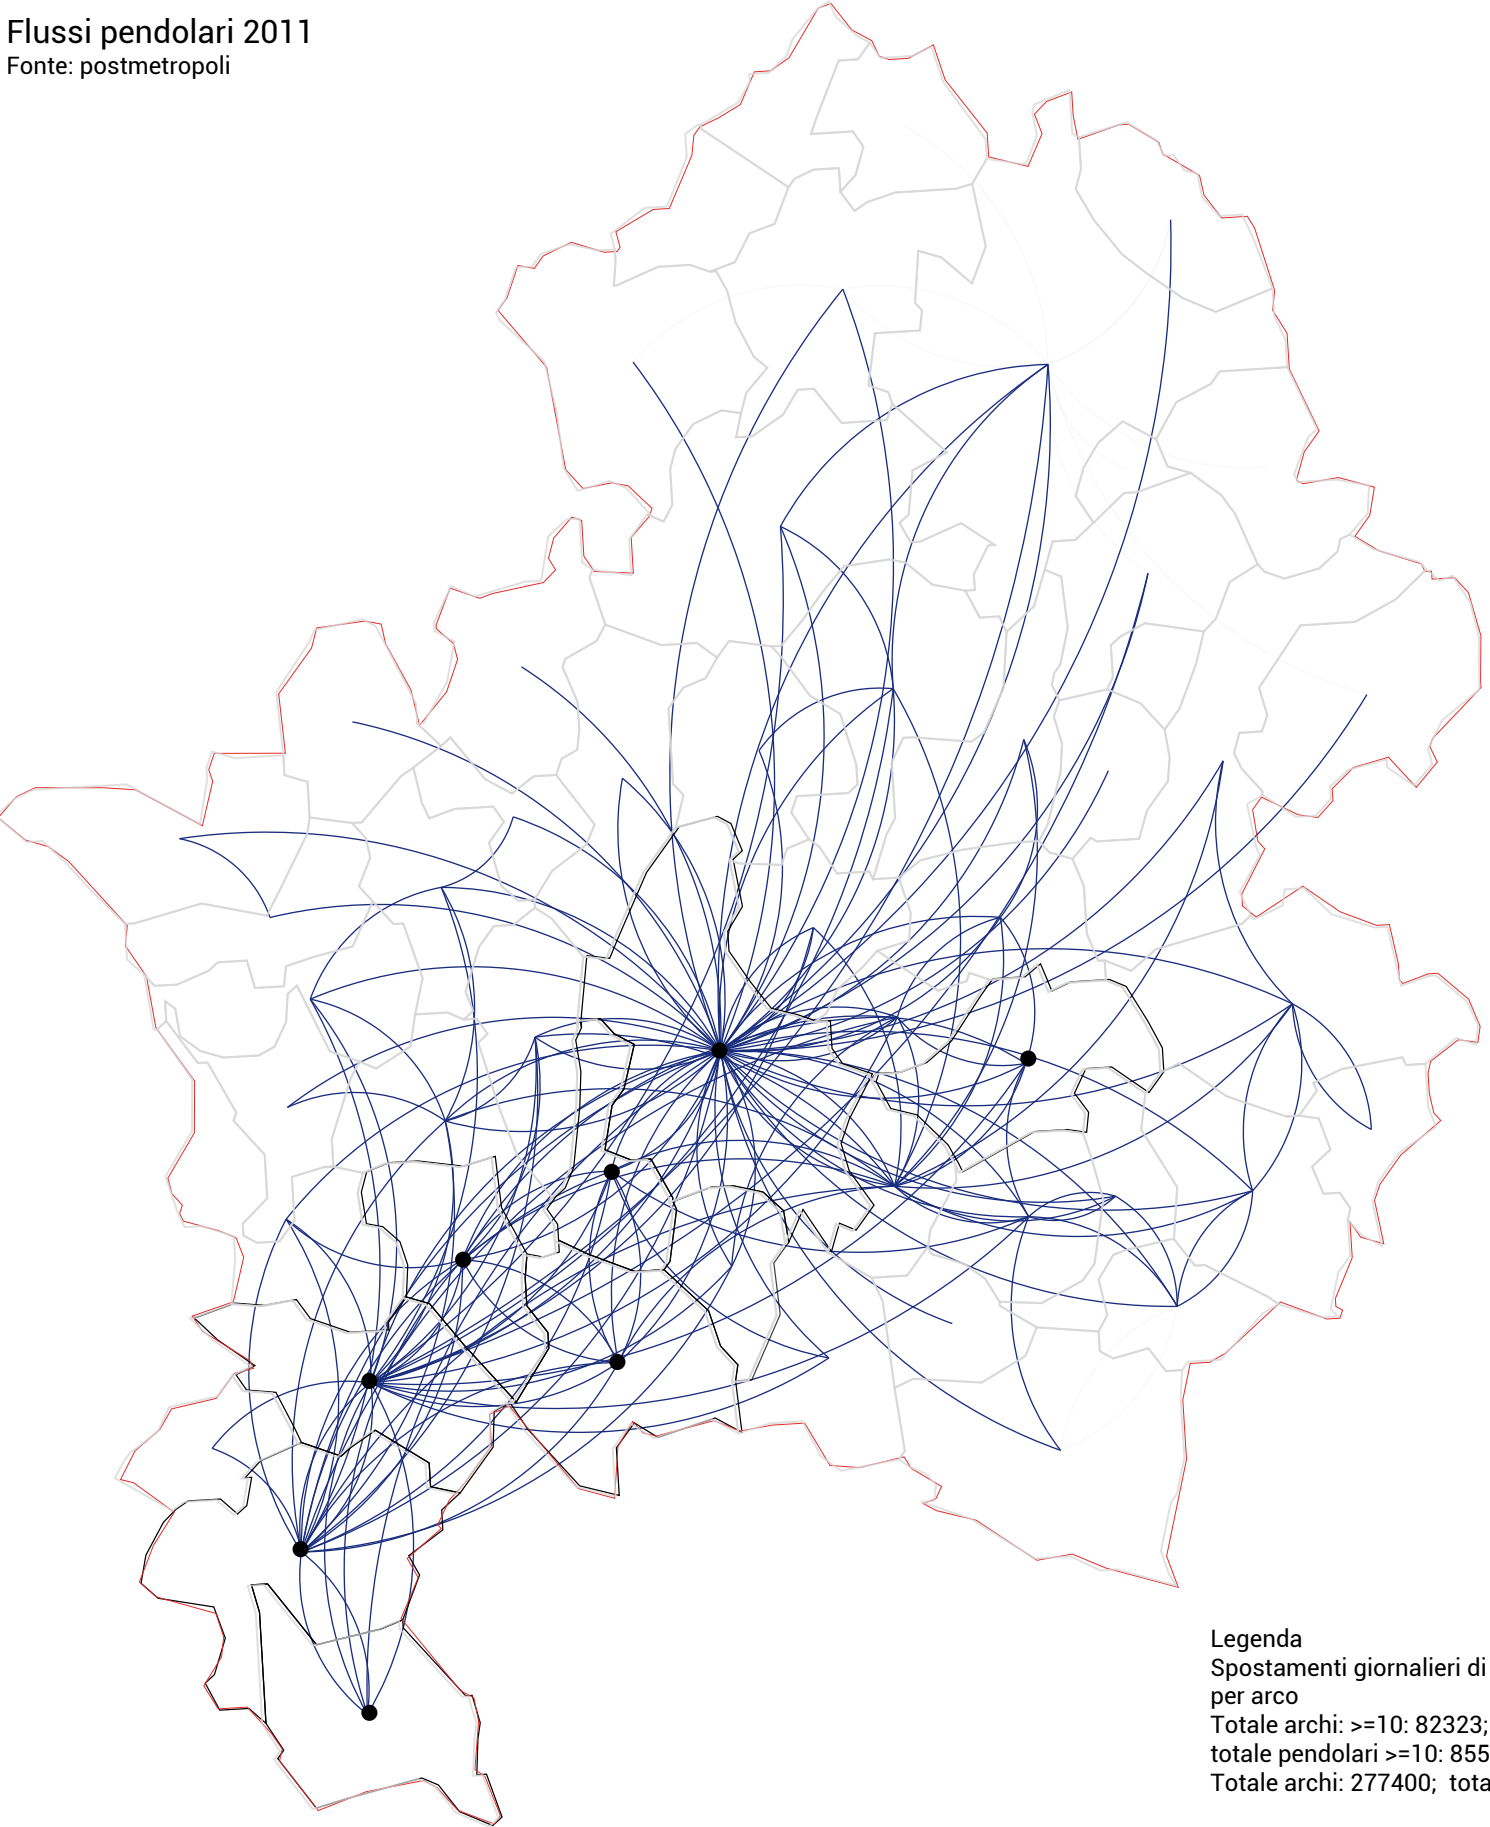 Flussi pendolari 2011
Fonte: postmetropoli
Legenda
Spostamenti giornalieri di
per arco
Totale archi: >=10: 82323;
totale pendolari >=10: 855
Totale archi: 277400; tota